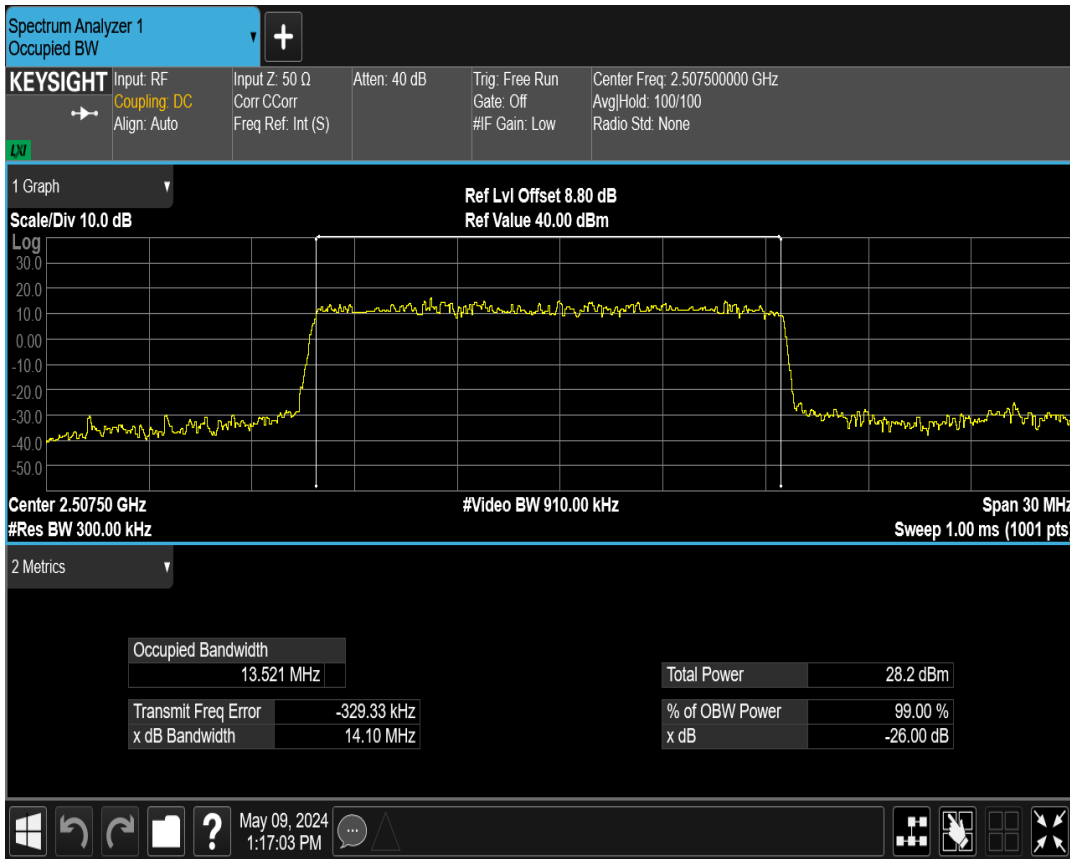 Spectrum Analyzer 1
Occupied BW
+
KEYSIGHT
LXI
Input: RF
Coupling: DC
Align: Auto
Input Z: 50 Ω
Corr CCorr
Freq Ref: Int (S)
Atten: 40 dB
Trig: Free Run
Gate: Off
#IF Gain: Low
Center Freq: 2.507500000 GHz
Avg|Hold: 100/100
Radio Std: None
1 Graph
Scale/Div 10.0 dB
Ref Lvl Offset 8.80 dB
Ref Value 40.00 dBm
Log
30.0
20.0
10.0
0.00
-10.0
-20.0
-30.0
-40.0
-50.0
Center 2.50750 GHz
#Video BW 910.00 kHz
Span 30 MHz
#Res BW 300.00 kHz
Sweep 1.00 ms (1001 pts)
2 Metrics
Occupied Bandwidth
13.521 MHz
Total Power 28.2 dBm
Transmit Freq Error -329.33 kHz
% of OBW Power 99.00 %
x dB Bandwidth 14.10 MHz
x dB -26.00 dB
?
May 09, 2024
1:17:03 PM